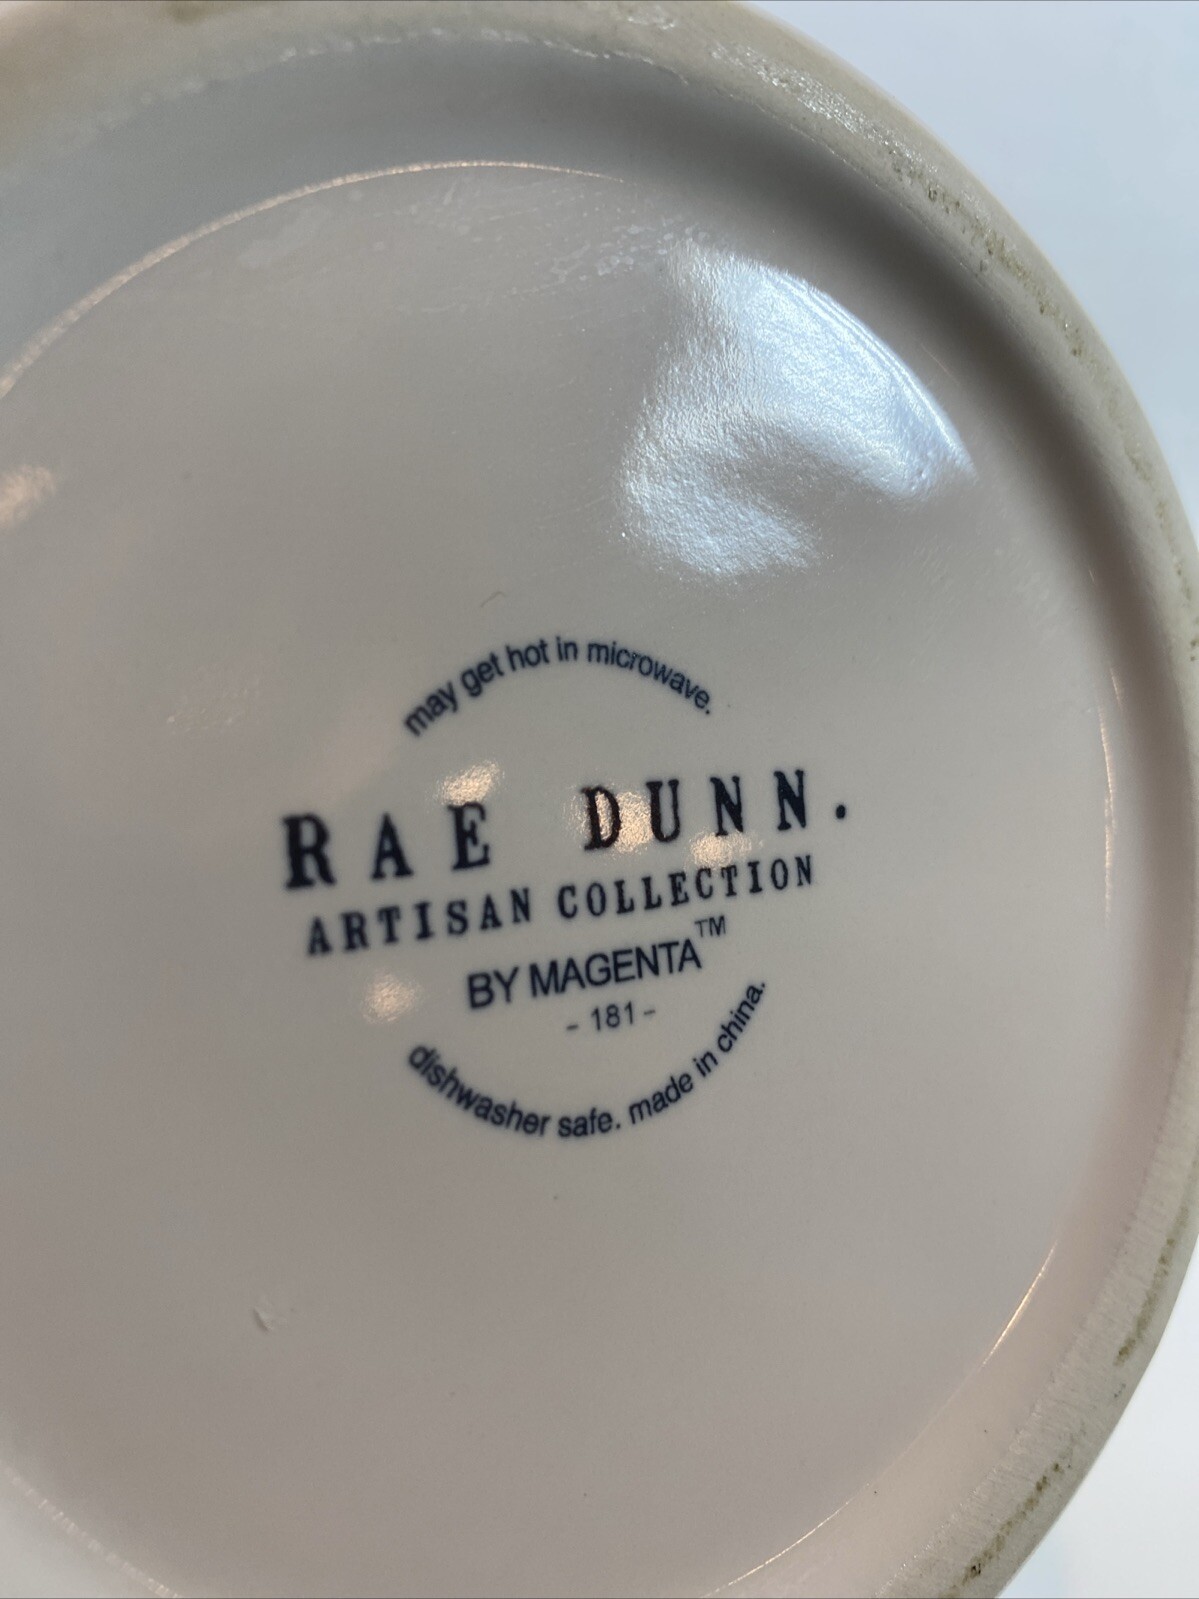 may get hot in microwave.
RAE DUNN.
ARTISAN COLLECTION
BY MAGENTA™
- 181 -
dishwasher safe. made in china.